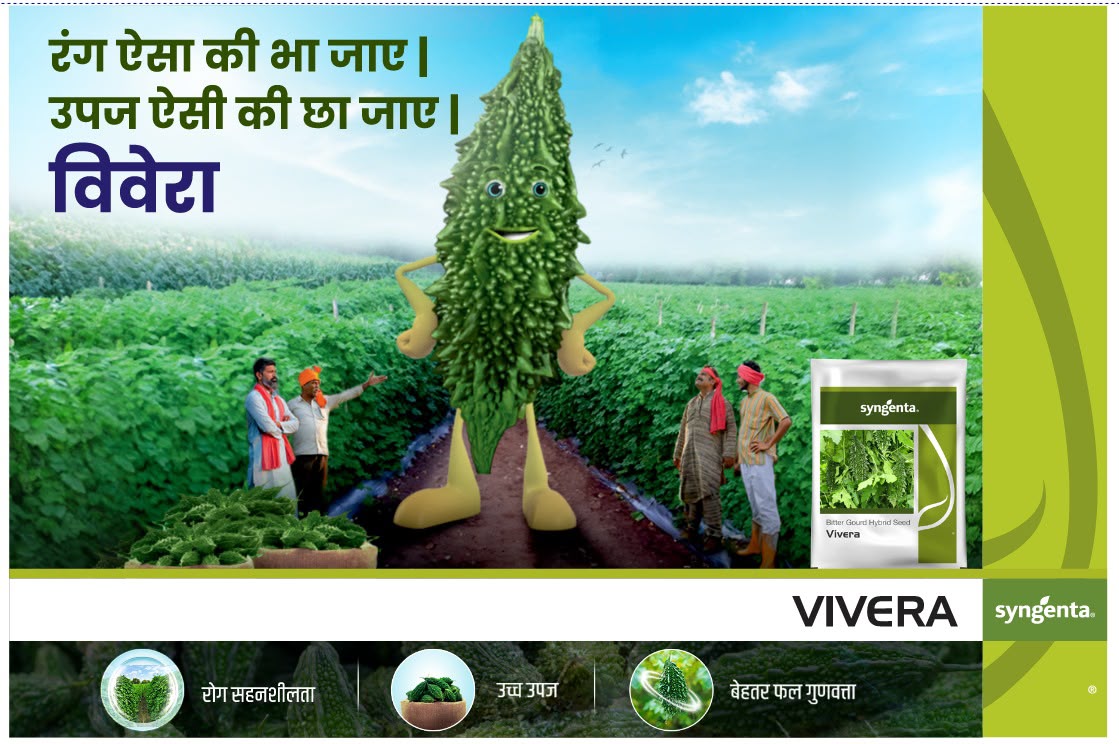 रंग ऐसा की भा जाए |
उपज ऐसी की छा जाए |
विवेरा
syngenta®
Bitter Gourd Hybrid Seed
Vivera
VIVERA
syngenta®
रोग सहनशीलता
उच्च उपज
बेहतर फल गुणवत्ता
®